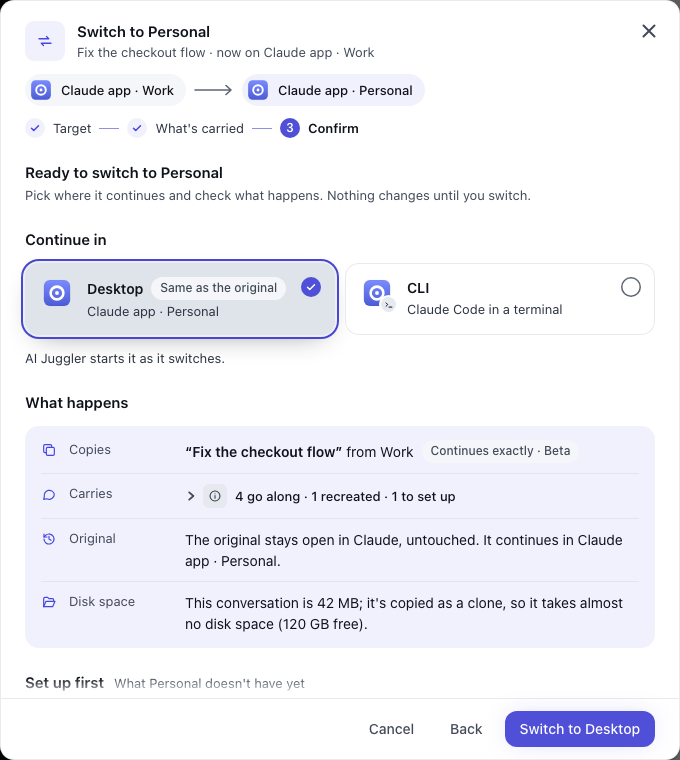 Switch to Personal
Fix the checkout flow · now on Claude app · Work
Claude app · Work
Claude app · Personal
Target
What's carried
3
Confirm
Ready to switch to Personal
Pick where it continues and check what happens. Nothing changes until you switch.
Continue in
Desktop
Same as the original
Claude app · Personal
CLI
Claude Code in a terminal
AI Juggler starts it as it switches.
What happens
Copies
“Fix the checkout flow” from Work
Continues exactly · Beta
Carries
4 go along · 1 recreated · 1 to set up
Original
The original stays open in Claude, untouched. It continues in Claude
app · Personal.
Disk space
This conversation is 42 MB; it's copied as a clone, so it takes almost
no disk space (120 GB free).
Set up first
What Personal doesn't have yet
Cancel
Back
Switch to Desktop